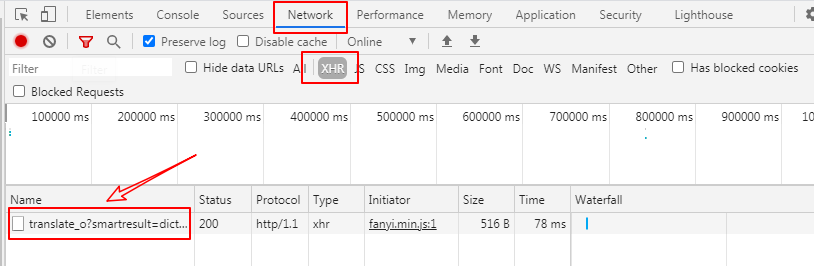 Elements Console Sources Network Performance Memory Application Security Lighthouse
Preserve log Disable cache Online
Filter Hide data URLs All XHR JS CSS Img Media Font Doc WS Manifest Other Has blocked cookies
Blocked Requests
100000 ms 200000 ms 300000 ms 400000 ms 500000 ms 600000 ms 700000 ms 800000 ms 900000 ms 10
Name Status Protocol Type Initiator Size Time Waterfall
translate_o?smartresult=dict... 200 http/1.1 xhr fanyi.min.js:1 516 B 78 ms